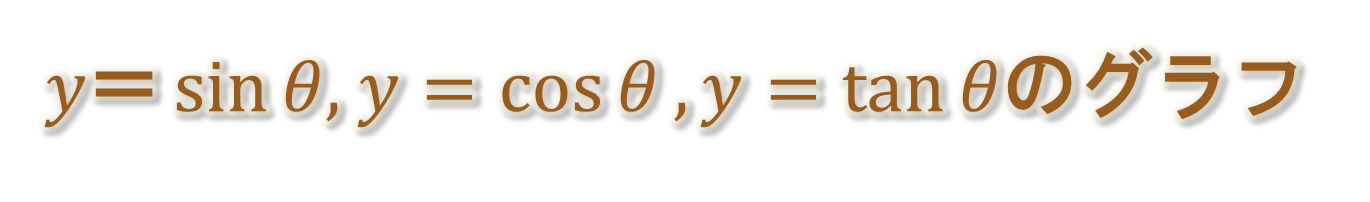 y＝sin θ, y = cos θ , y = tan θのグラフ